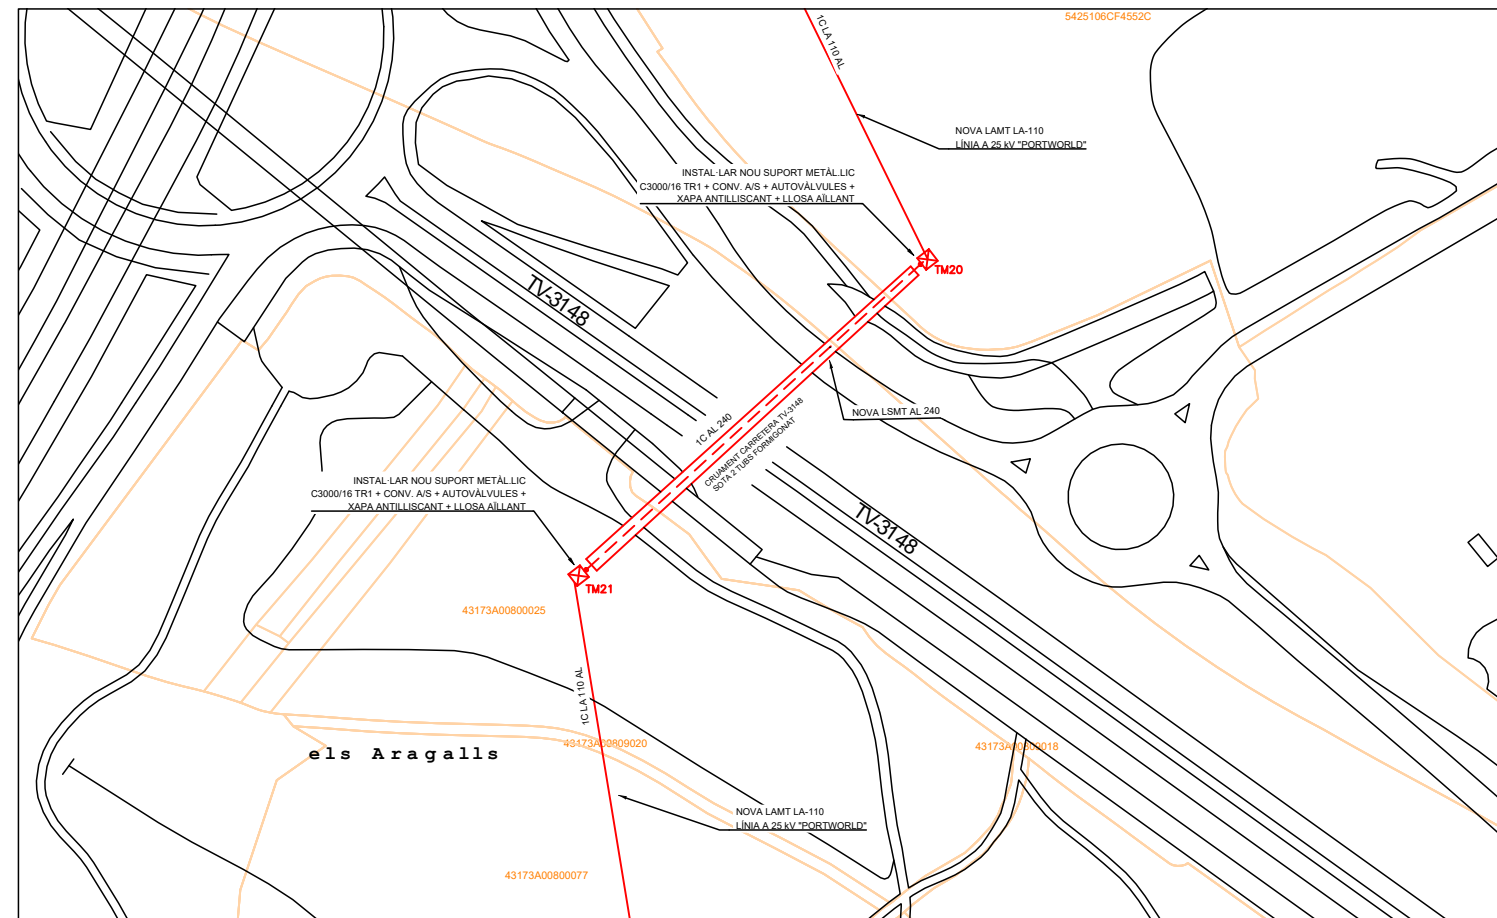 5425106CF4552C
1C LA 110 AL
NOVA LAMT LA-110
LÍNIA A 25 kV "PORTWORLD"
INSTAL·LAR NOU SUPORT METÀL.LIC
C3000/16 TR1 + CONV. A/S + AUTOVÀLVULES +
XAPA ANTILLISCANT + LLOSA AÏLLANT
TM20
TV-3148
1C AL 240
CRUAMENT CARRETERA TV-3148
SOTA 2 TUBS FORMIGONAT
NOVA LSMT AL 240
INSTAL·LAR NOU SUPORT METÀL.LIC
C3000/16 TR1 + CONV. A/S + AUTOVÀLVULES +
XAPA ANTILLISCANT + LLOSA AÏLLANT
TV-3148
TM21
43173A00800025
1C LA 110 AL
els Aragalls
43173A00809020
43173A00809018
NOVA LAMT LA-110
LÍNIA A 25 kV "PORTWORLD"
43173A00800077